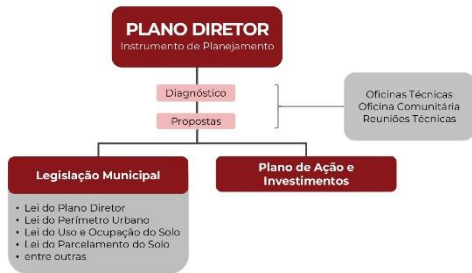 PLANO DIRETOR
Instrumento de Planejamento
Diagnóstico
Propostas
Oficinas Técnicas
Oficina Comunitária
Reuniões Técnicas
Legislação Municipal
• Lei do Plano Diretor
• Lei do Perímetro Urbano
• Lei do Uso e Ocupação do Solo
• Lei do Parcelamento do Solo
• entre outras
Plano de Ação e
Investimentos